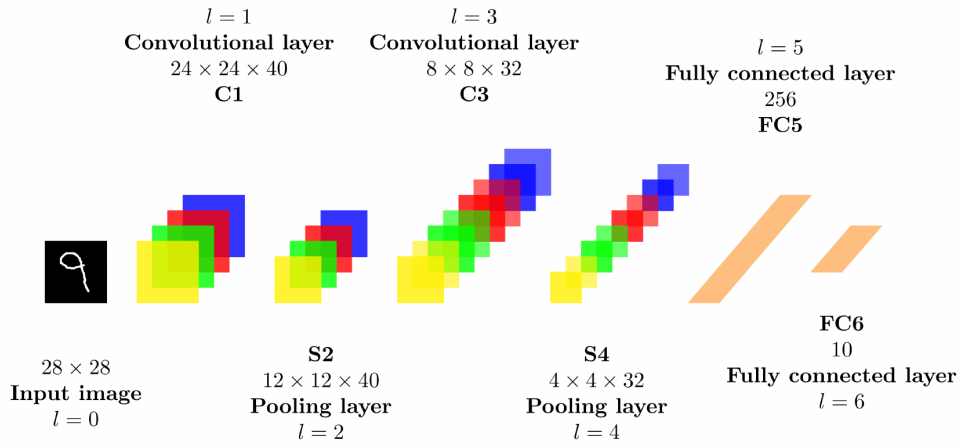 l = 1
Convolutional layer
24 × 24 × 40
C1
l = 3
Convolutional layer
8 × 8 × 32
C3
l = 5
Fully connected layer
256
FC5
28 × 28
Input image
l = 0
S2
12 × 12 × 40
Pooling layer
l = 2
S4
4 × 4 × 32
Pooling layer
l = 4
FC6
10
Fully connected layer
l = 6